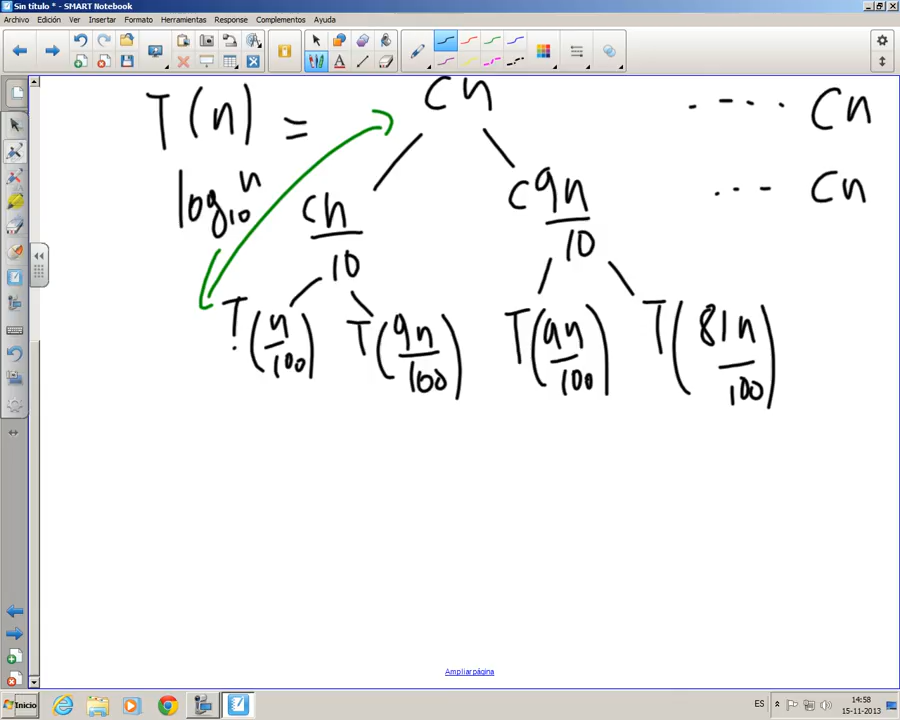 Sin título * - SMART Notebook
Archivo Edición Ver Insertar Formato Herramientas Response Complementos Ayuda
T(n) = cn ---- cn
log10 n
cn/10 c9n/10 --- cn
T(n/100) T(9n/100) T(9n/100) T(81n/100)
Ampliar página
Inicio
ES
14:58
15-11-2013